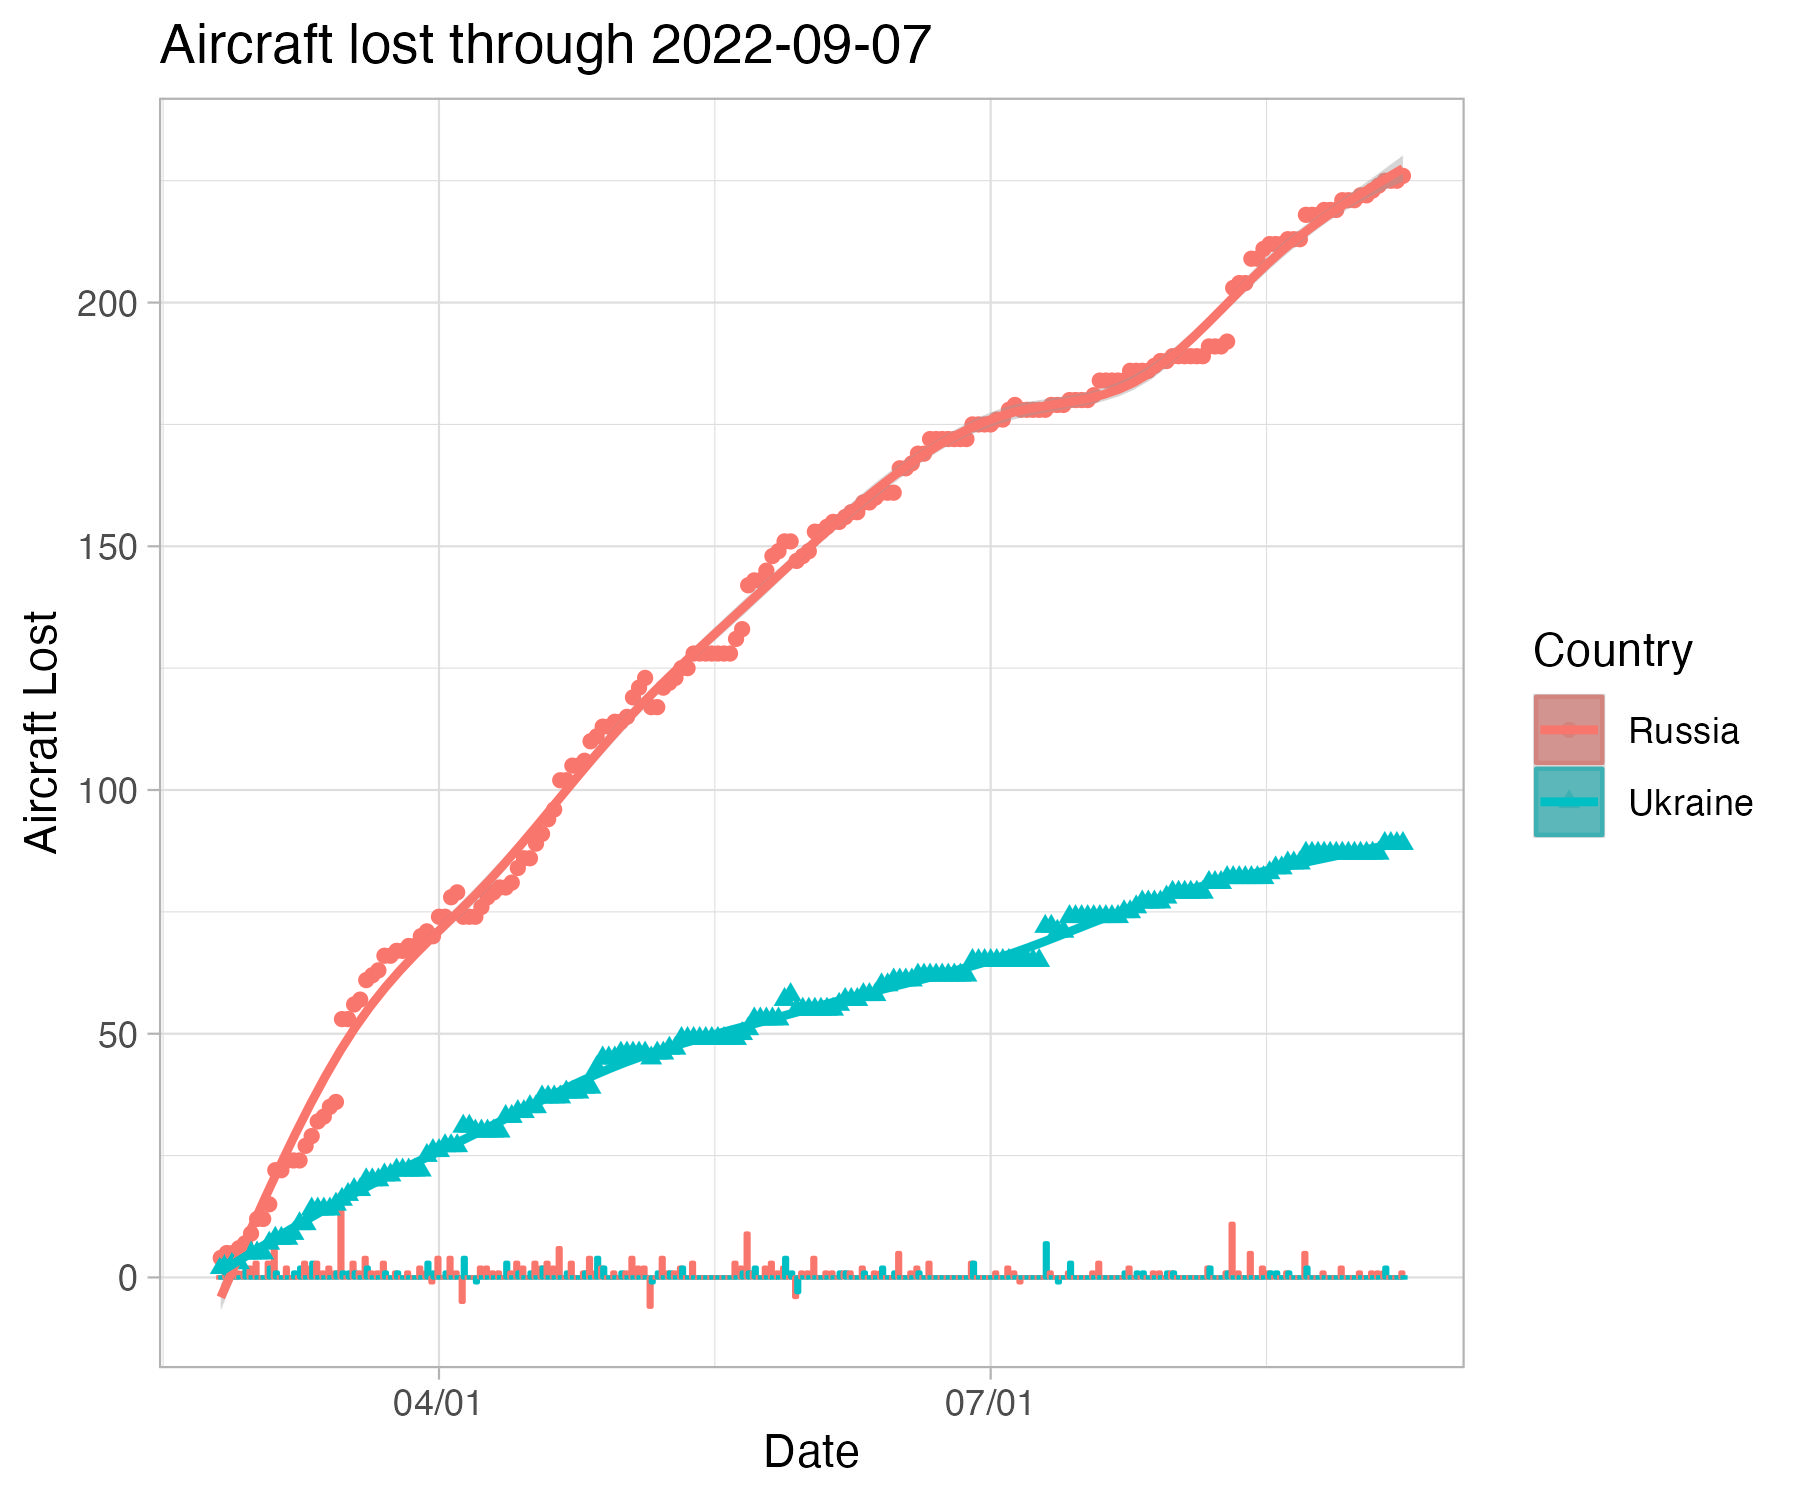 Aircraft lost through 2022-09-07
Aircraft Lost
200
150
100
50
0
04/01
07/01
Date
Country
Russia
Ukraine